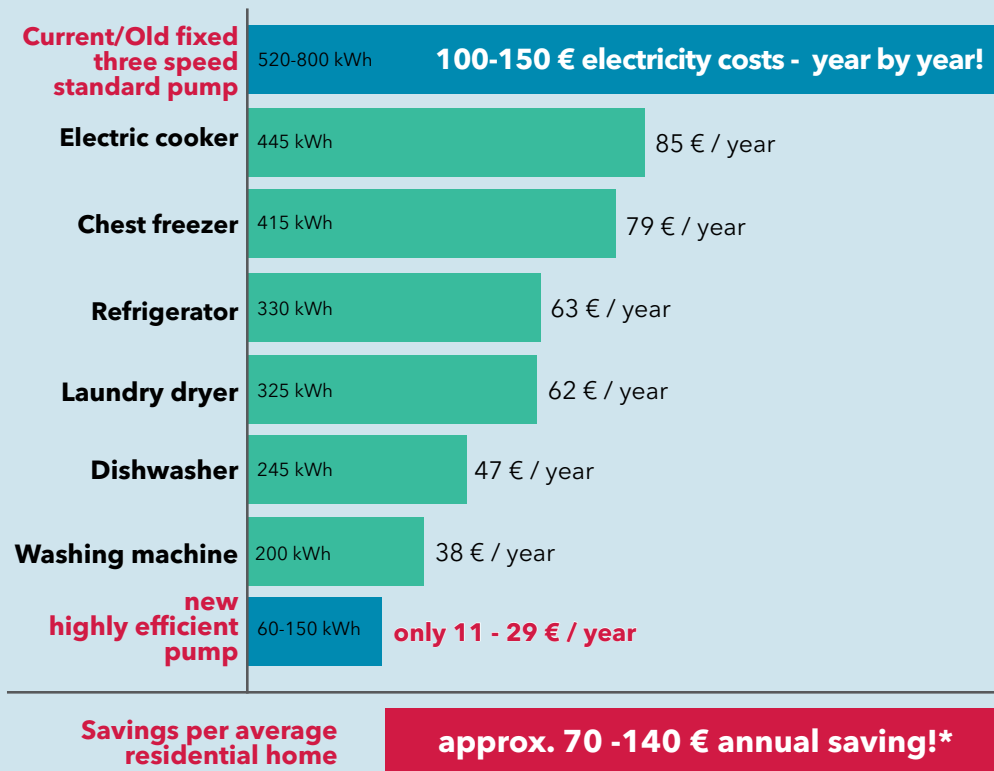 Current/Old fixed
three speed
standard pump
520-800 kWh
100-150 € electricity costs - year by year!
Electric cooker
445 kWh
85 € / year
Chest freezer
415 kWh
79 € / year
Refrigerator
330 kWh
63 € / year
Laundry dryer
325 kWh
62 € / year
Dishwasher
245 kWh
47 € / year
Washing machine
200 kWh
38 € / year
new
highly efficient
pump
60-150 kWh
only 11 - 29 € / year
Savings per average
residential home
approx. 70 -140 € annual saving!*